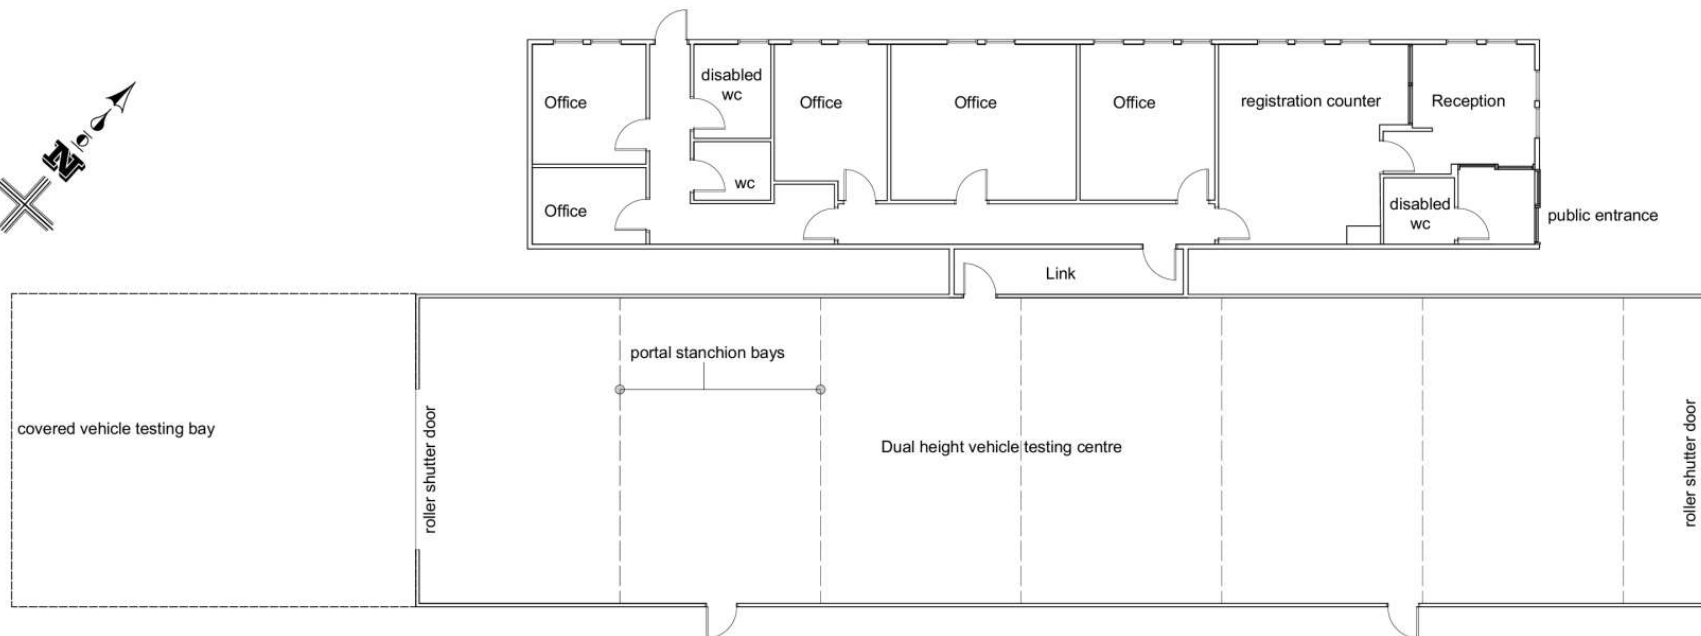 disabled
wc
Office
Office
Office
Office
registration counter
Reception
N
wc
Office
disabled
wc
public entrance
Link
portal stanchion bays
covered vehicle testing bay
roller shutter door
Dual height vehicle testing centre
roller shutter door